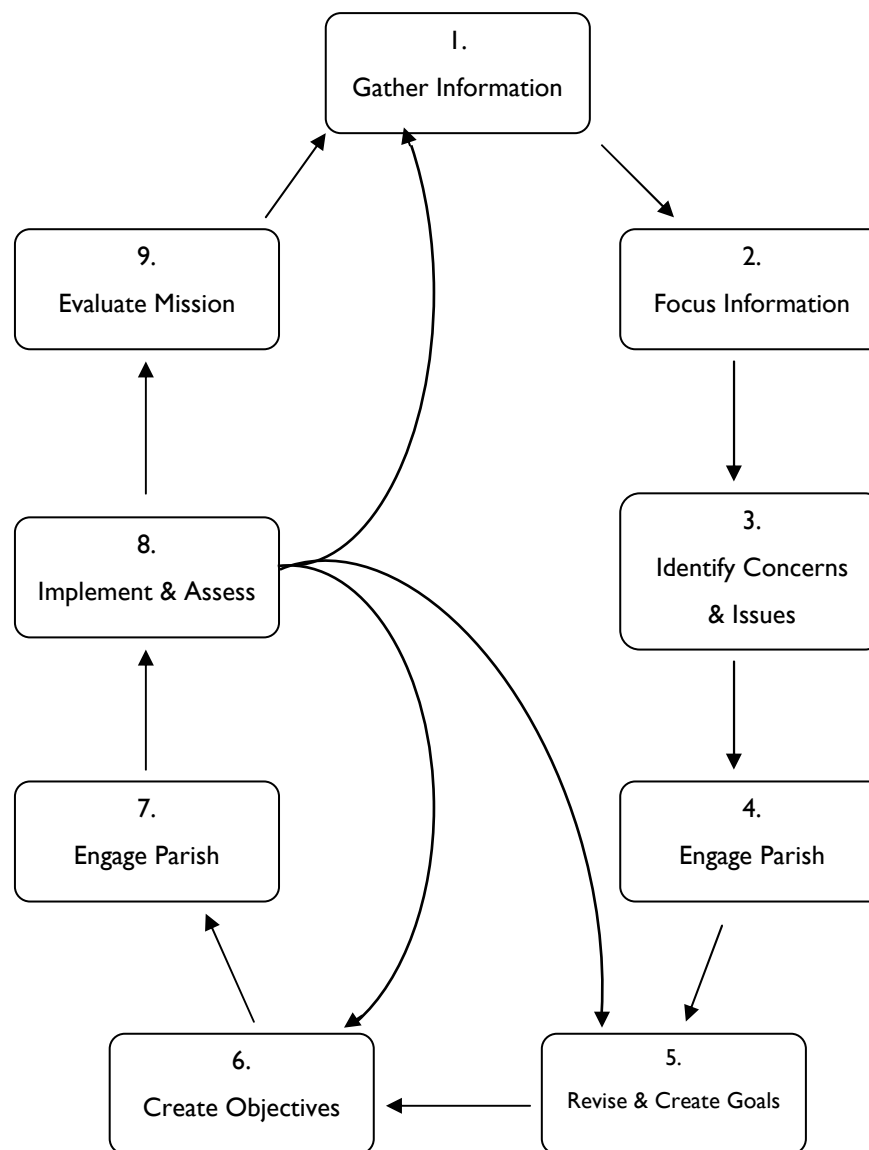 1.
Gather Information
2.
Focus Information
3.
Identify Concerns
& Issues
4.
Engage Parish
5.
Revise & Create Goals
6.
Create Objectives
7.
Engage Parish
8.
Implement & Assess
9.
Evaluate Mission